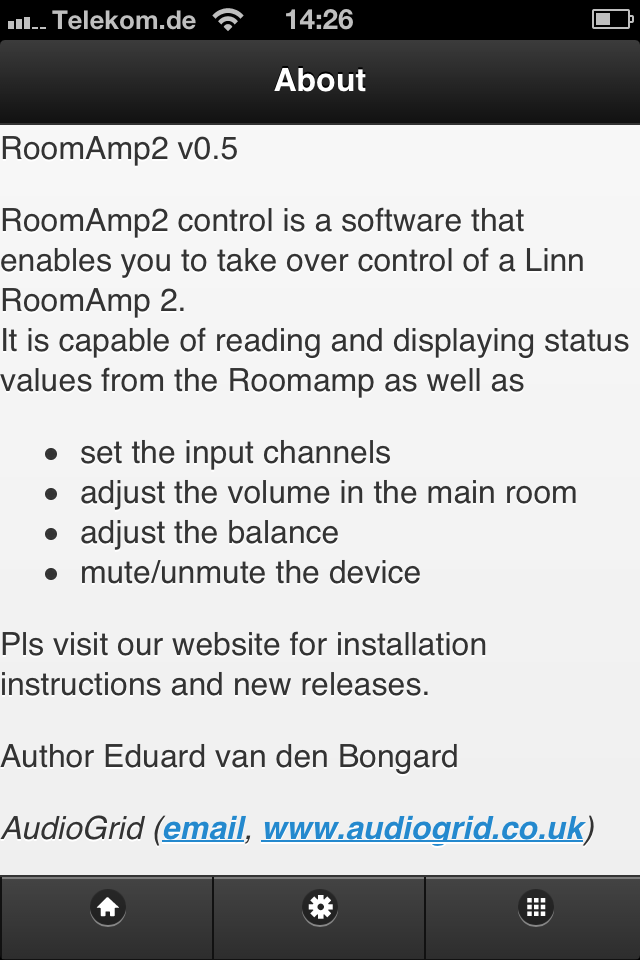 Telekom.de 14:26
About
RoomAmp2 v0.5
RoomAmp2 control is a software that
enables you to take over control of a Linn
RoomAmp 2.
It is capable of reading and displaying status
values from the Roomamp as well as
• set the input channels
• adjust the volume in the main room
• adjust the balance
• mute/unmute the device
Pls visit our website for installation
instructions and new releases.
Author Eduard van den Bongard
AudioGrid (email, www.audiogrid.co.uk)